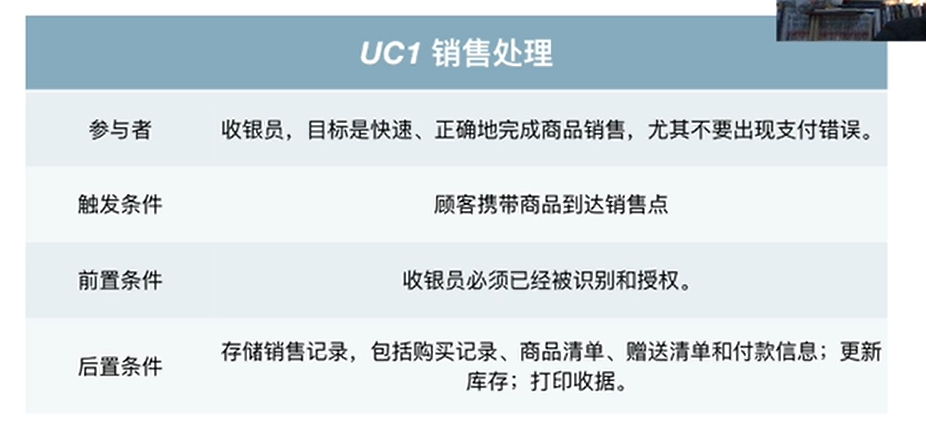 UC1 销售处理
参与者
收银员，目标是快速、正确地完成商品销售，尤其不要出现支付错误。
触发条件
顾客携带商品到达销售点
前置条件
收银员必须已经被识别和授权。
后置条件
存储销售记录，包括购买记录、商品清单、赠送清单和付款信息；更新
库存；打印收据。